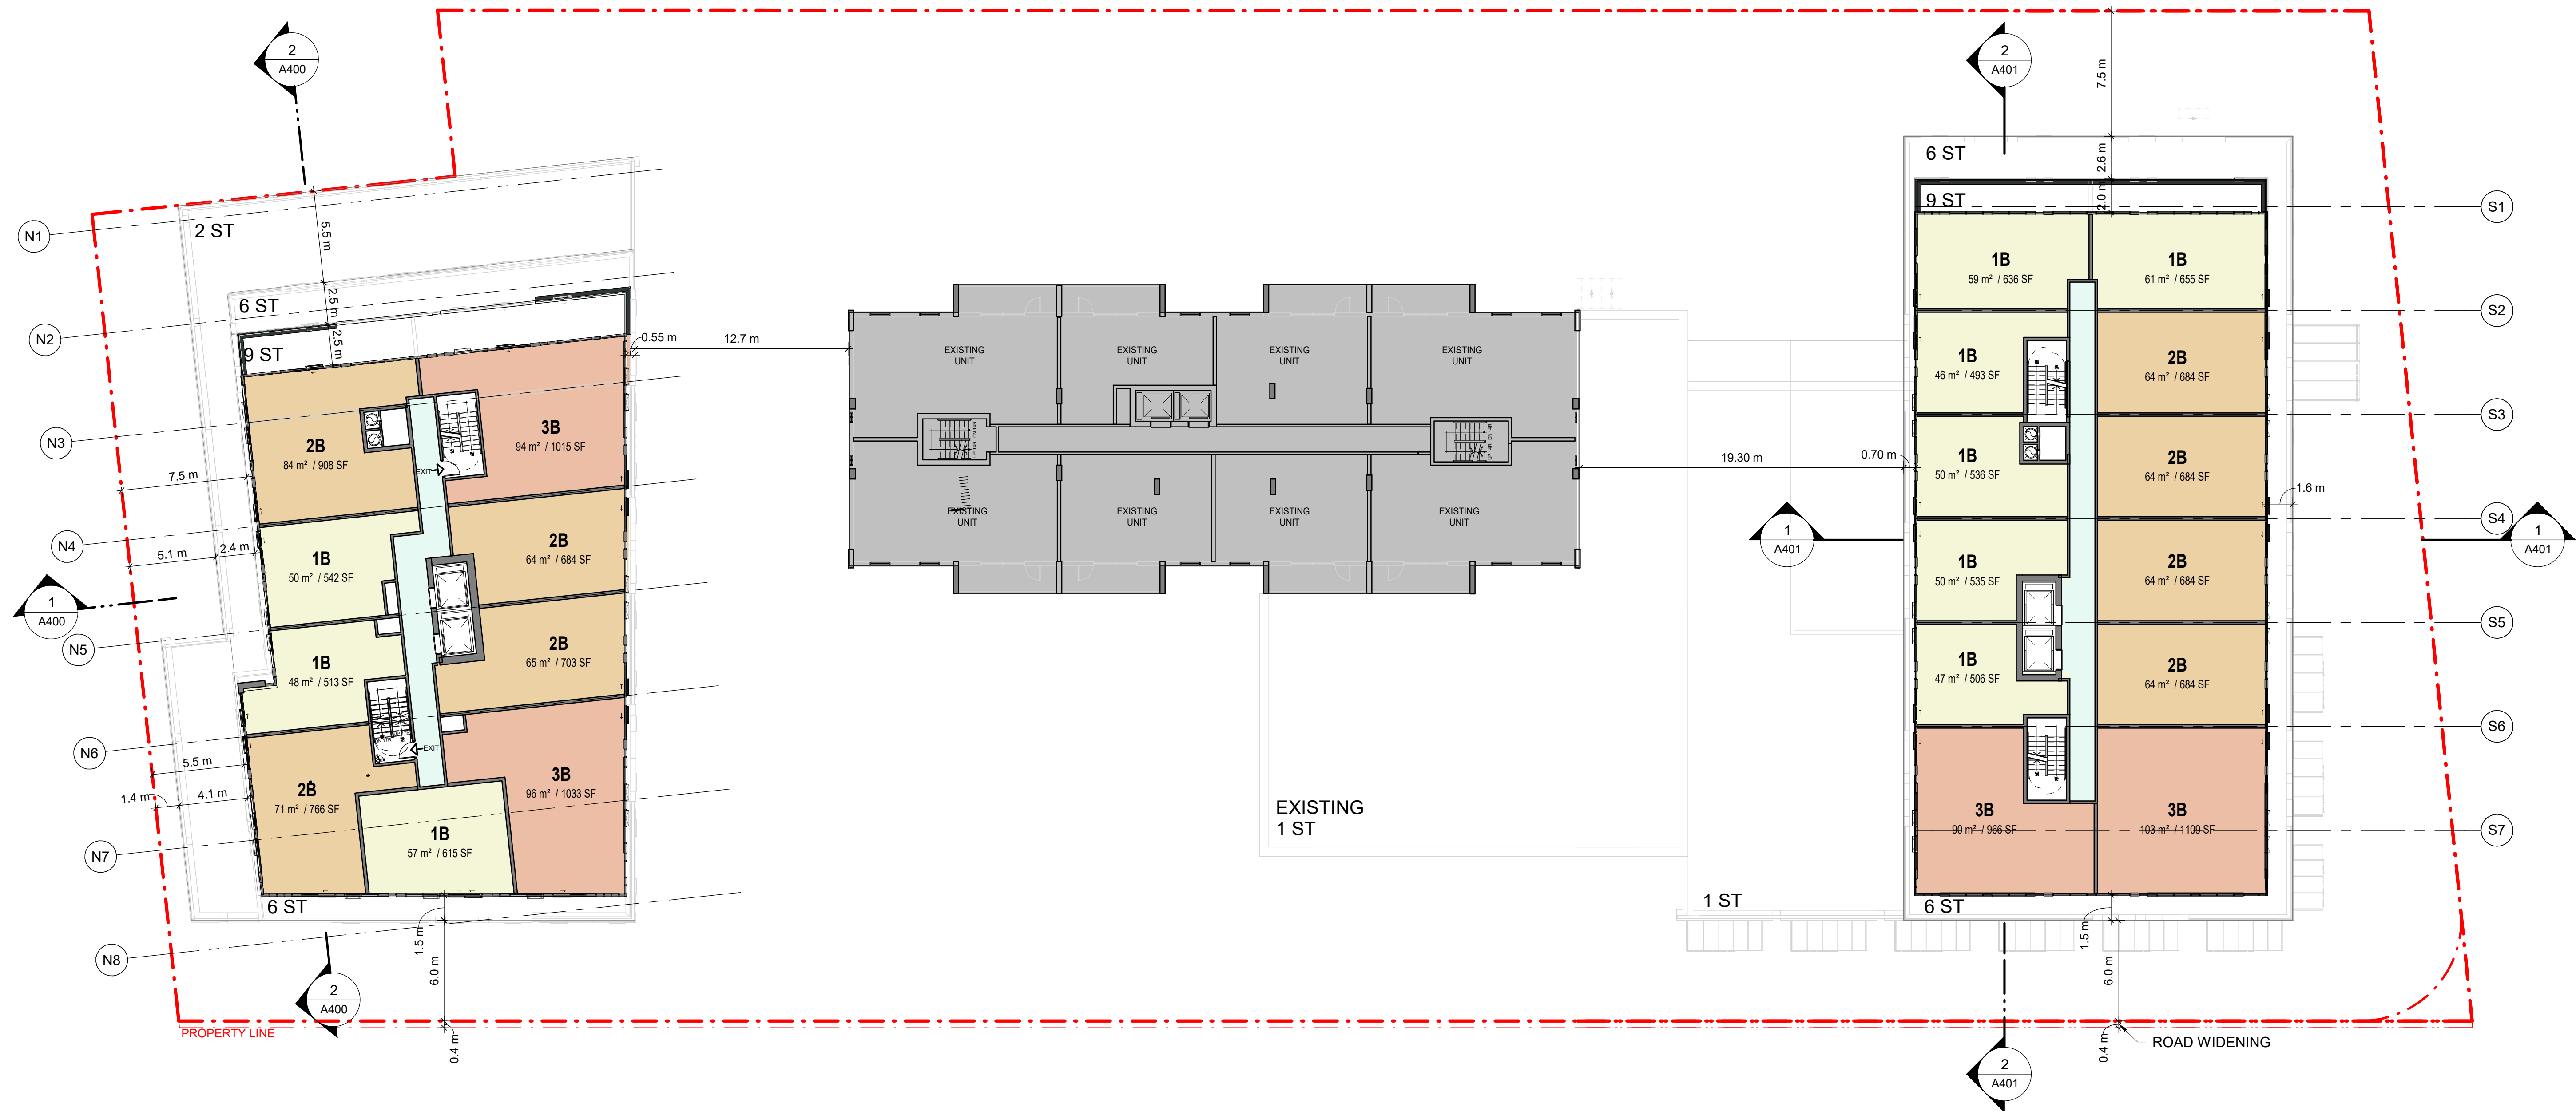 2
A400
2
A401
7.5 m
6 ST
2.6 m
9 ST
2.0 m
S1
N1
2 ST
5.5 m
6 ST
2.5 m
N2
9 ST
2.5 m
0.55 m
12.7 m
EXISTING
UNIT
EXISTING
UNIT
EXISTING
UNIT
EXISTING
UNIT
1B
59 m² / 636 SF
1B
61 m² / 655 SF
S2
1B
46 m² / 493 SF
2B
64 m² / 684 SF
S3
N3
2B
84 m² / 908 SF
3B
94 m² / 1015 SF
EXIT
7.5 m
UP 14R
DN 14R
UP 14R
DN 14R
19.30 m
0.70 m
1B
50 m² / 536 SF
2B
64 m² / 684 SF
1.6 m
S4
N4
5.1 m
2.4 m
EXISTING
UNIT
EXISTING
UNIT
EXISTING
UNIT
EXISTING
UNIT
1
A401
1
A401
1B
50 m² / 542 SF
2B
64 m² / 684 SF
1B
50 m² / 535 SF
2B
64 m² / 684 SF
1
A400
S5
N5
1B
48 m² / 513 SF
2B
65 m² / 703 SF
1B
47 m² / 506 SF
2B
64 m² / 684 SF
S6
N6
EXIT
5.5 m
1.4 m
4.1 m
2B
71 m² / 766 SF
3B
96 m² / 1033 SF
1B
57 m² / 615 SF
N7
EXISTING
1 ST
3B
90 m² / 966 SF
3B
103 m² / 1109 SF
S7
6 ST
1 ST
6 ST
1.5 m
1.5 m
N8
6.0 m
6.0 m
2
A400
PROPERTY LINE
0.4 m
0.4 m
ROAD WIDENING
2
A401